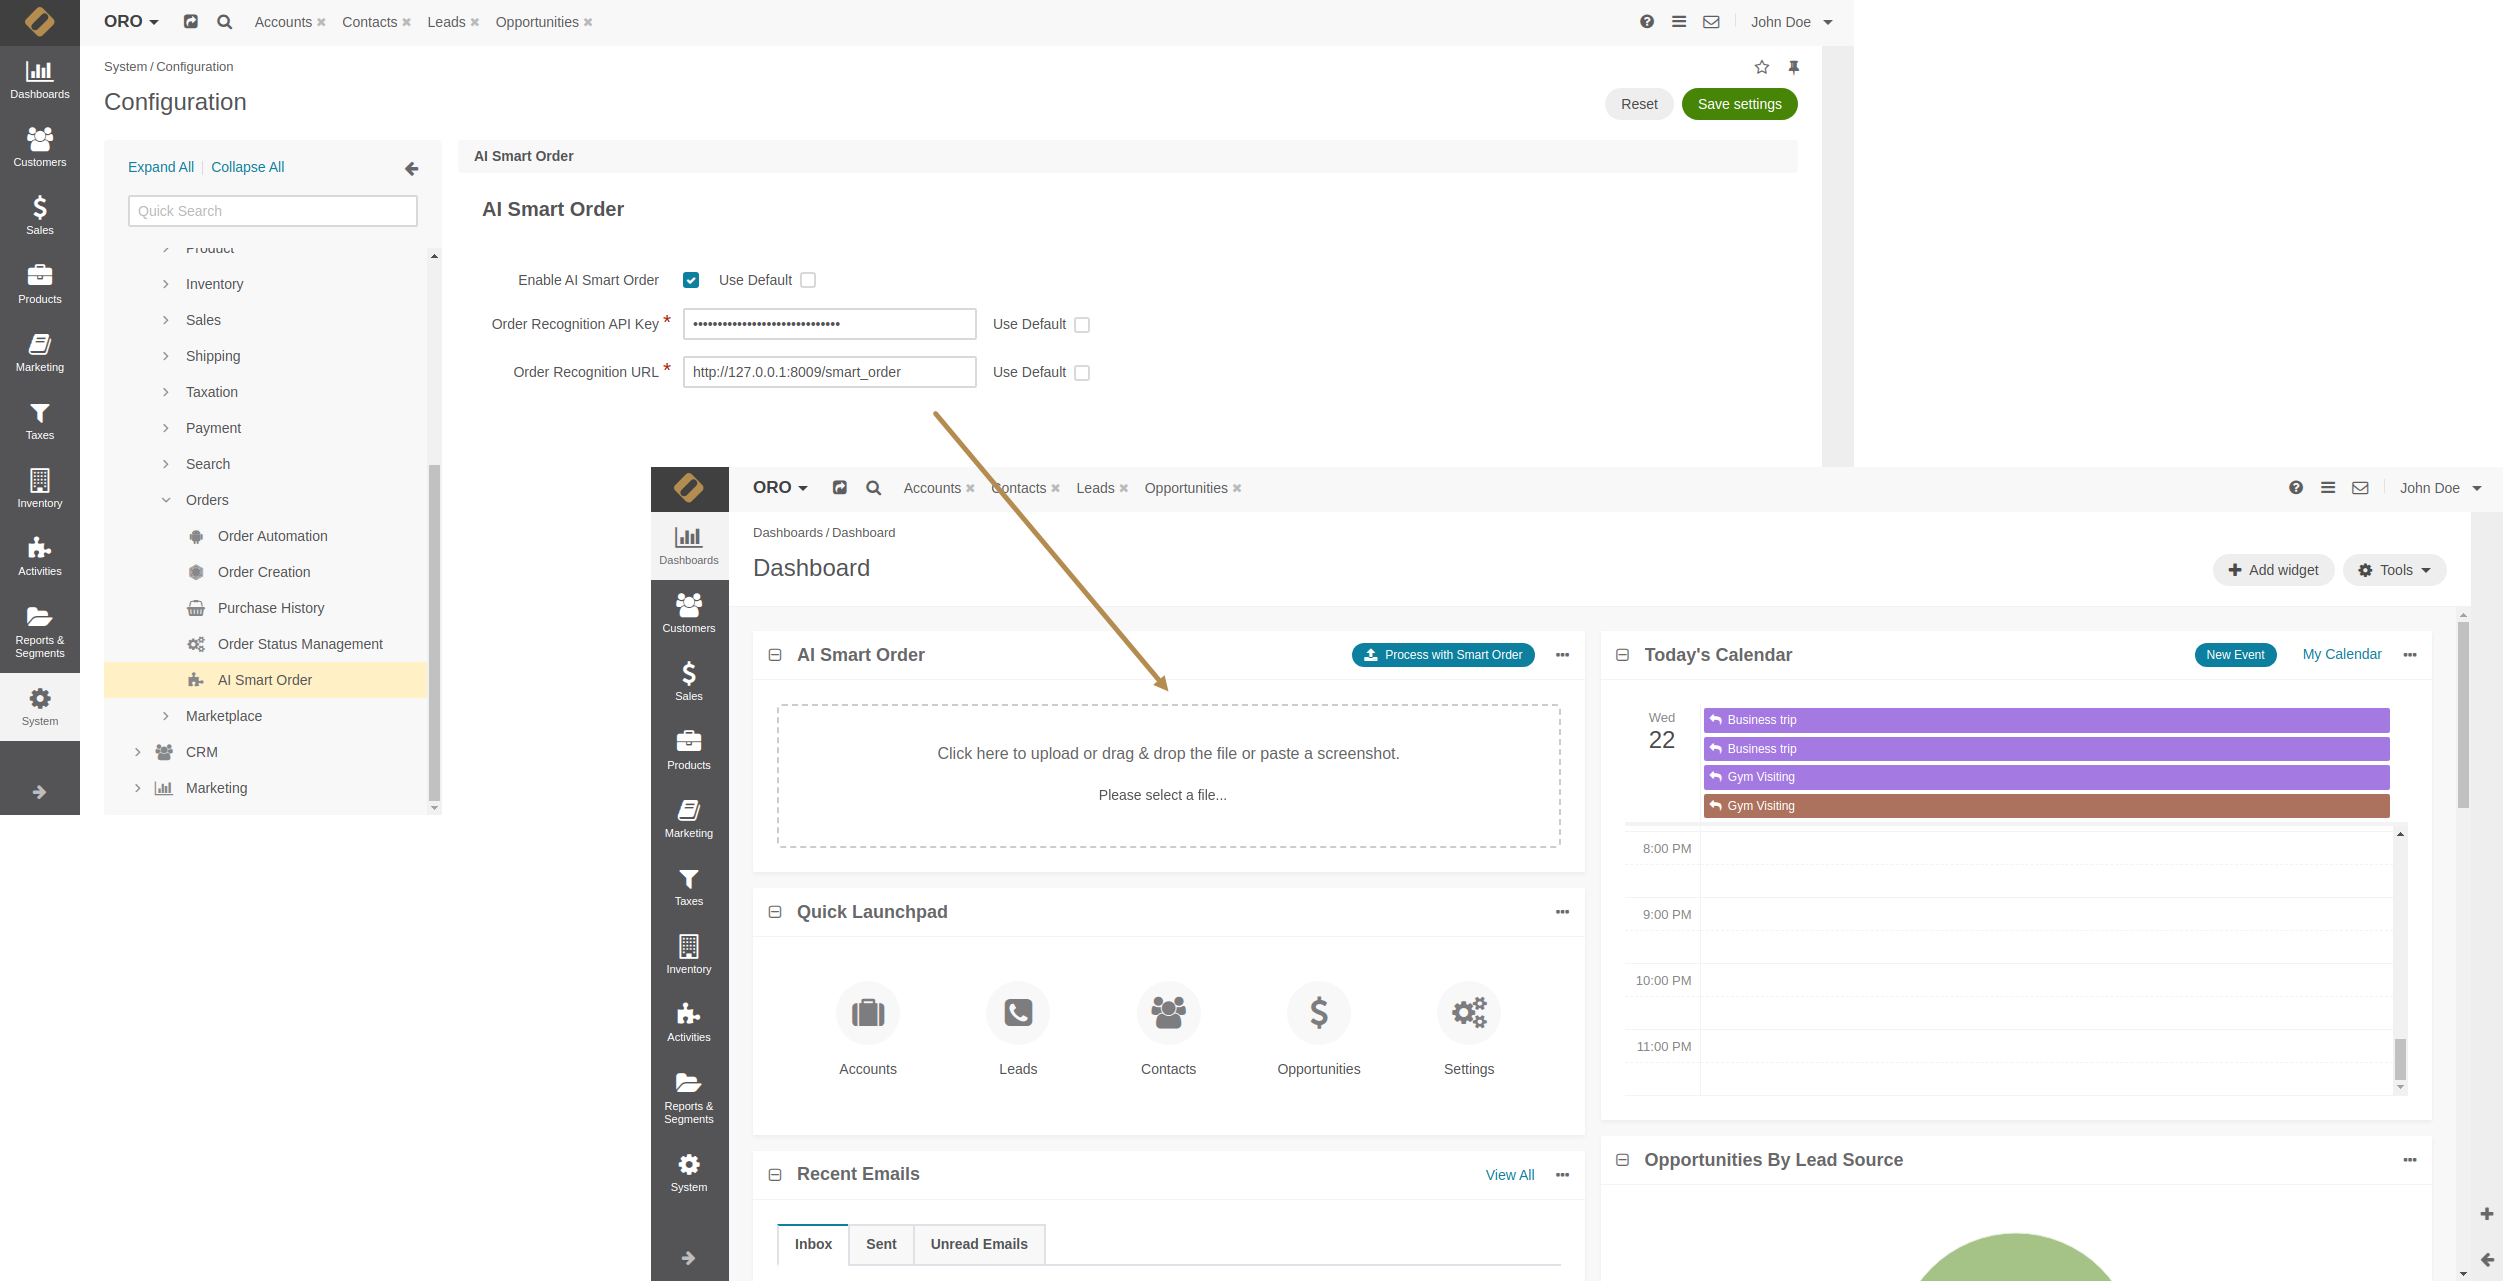 ORO
Accounts
Contacts
Leads
Opportunities
John Doe
Dashboards
Customers
Sales
Products
Marketing
Taxes
Inventory
Activities
Reports &
Segments
System
System / Configuration
Configuration
Reset
Save settings
Expand All | Collapse All
Quick Search
Product
Inventory
Sales
Shipping
Taxation
Payment
Search
Orders
Order Automation
Order Creation
Purchase History
Order Status Management
AI Smart Order
Marketplace
CRM
Marketing
AI Smart Order
AI Smart Order
Enable AI Smart Order Use Default
Order Recognition API Key * •••••••••••••••••••••••••••••• Use Default
Order Recognition URL * http://127.0.0.1:8009/smart_order Use Default
ORO
Accounts
Contacts
Leads
Opportunities
John Doe
Dashboards
Customers
Sales
Products
Marketing
Taxes
Inventory
Activities
Reports &
Segments
System
Dashboards / Dashboard
Dashboard
Add widget
Tools
AI Smart Order
Process with Smart Order
Click here to upload or drag & drop the file or paste a screenshot.
Please select a file...
Quick Launchpad
Accounts
Leads
Contacts
Opportunities
Settings
Recent Emails
View All
Inbox
Sent
Unread Emails
Today's Calendar
New Event
My Calendar
Wed
22
Business trip
Business trip
Gym Visiting
Gym Visiting
8:00 PM
9:00 PM
10:00 PM
11:00 PM
Opportunities By Lead Source